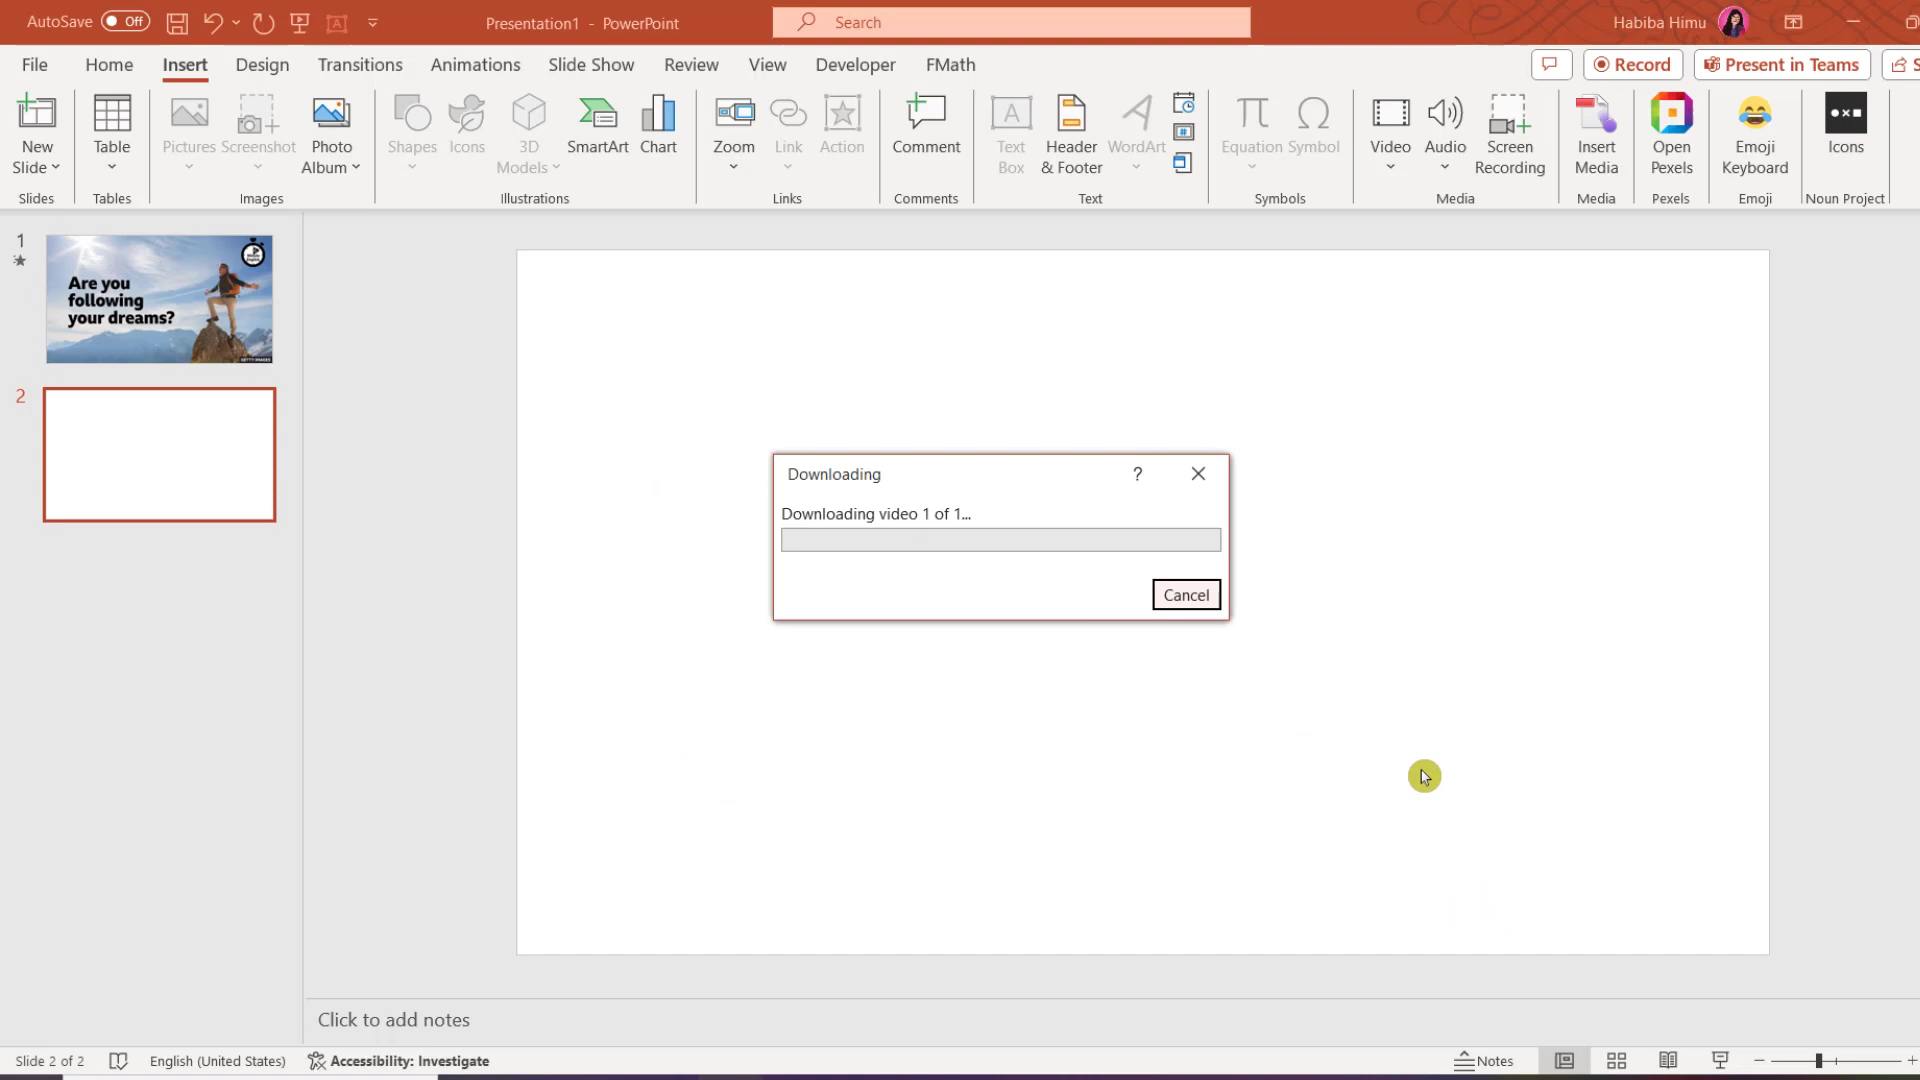 AutoSave Off Presentation1 - PowerPoint Search Habiba Himu
File Home Insert Design Transitions Animations Slide Show Review View Developer FMath Record Present in Teams S
New Slide
Table
Pictures
Screenshot
Photo Album
Shapes
Icons
3D Models
SmartArt
Chart
Zoom
Link
Action
Comment
Text Box
Header & Footer
WordArt
Equation
Symbol
Video
Audio
Screen Recording
Insert Media
Open Pexels
Emoji Keyboard
Icons
Slides Tables Images Illustrations Links Comments Text Symbols Media Media Pexels Emoji Noun Project
1
Are you
following
your dreams?
GETTY IMAGES
2
Downloading ?
Downloading video 1 of 1...
Cancel
Click to add notes
Slide 2 of 2 English (United States) Accessibility: Investigate Notes